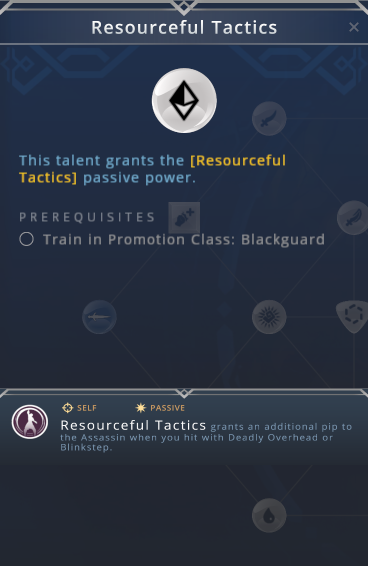 Resourceful Tactics
This talent grants the [Resourceful
Tactics] passive power.
PREREQUISITES
Train in Promotion Class: Blackguard
SELF PASSIVE
Resourceful Tactics grants an additional pip to
the Assassin when you hit with Deadly Overhead or
Blinkstep.